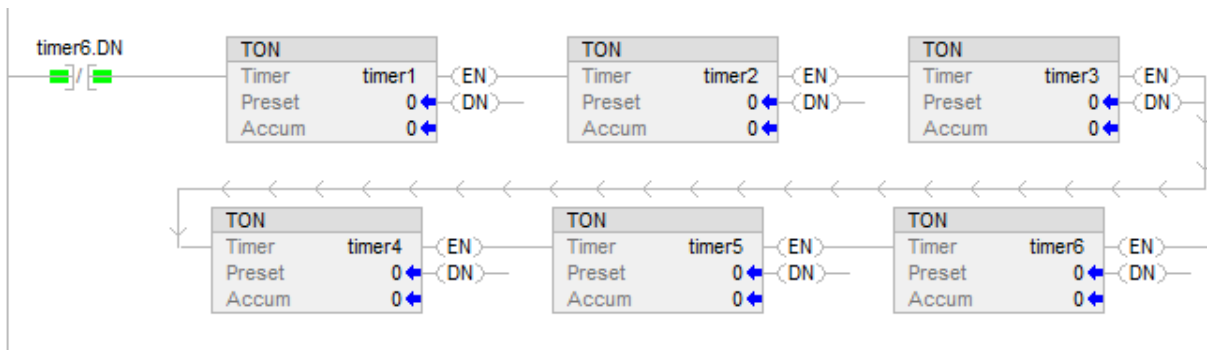 timer6.DN
TON TON TON
Timer timer1 (EN) Timer timer2 (EN) Timer timer3 (EN)
Preset 0 (DN) Preset 0 (DN) Preset 0 (DN)
Accum 0 Accum 0 Accum 0
TON TON TON
Timer timer4 (EN) Timer timer5 (EN) Timer timer6 (EN)
Preset 0 (DN) Preset 0 (DN) Preset 0 (DN)
Accum 0 Accum 0 Accum 0